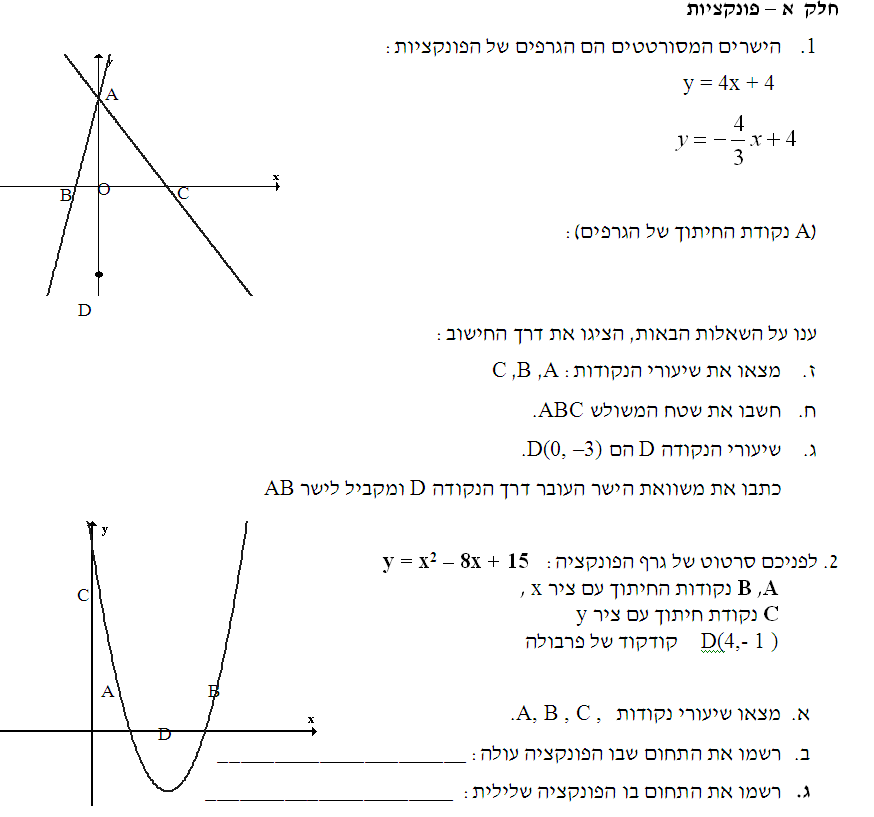 חלק א – פונקציות
1. הישרים המסורטטים הם הגרפים של הפונקציות:
y = 4x + 4
y = -4/3 x + 4
y
A
x
B
O
C
D
(A נקודת החיתוך של הגרפים):
ענו על השאלות הבאות, הציגו את דרך החישוב:
ז. מצאו את שיעורי הנקודות: C ,B ,A
ח. חשבו את שטח המשולש ABC.
ג. שיעורי הנקודה D הם D(0, –3).
כתבו את משוואת הישר העובר דרך הנקודה D ומקביל לישר AB
2. לפניכם סרטוט של גרף הפונקציה: y = x² – 8x + 15
A, B נקודות החיתוך עם ציר x,
C נקודת חיתוך עם ציר y
D(4,- 1 ) קודקוד של פרבולה
y
C
A
B
x
D
א. מצאו שיעורי נקודות A, B , C ,.
ב. רשמו את התחום שבו הפונקציה עולה: _______________________
ג. רשמו את התחום בו הפונקציה שלילית: _______________________